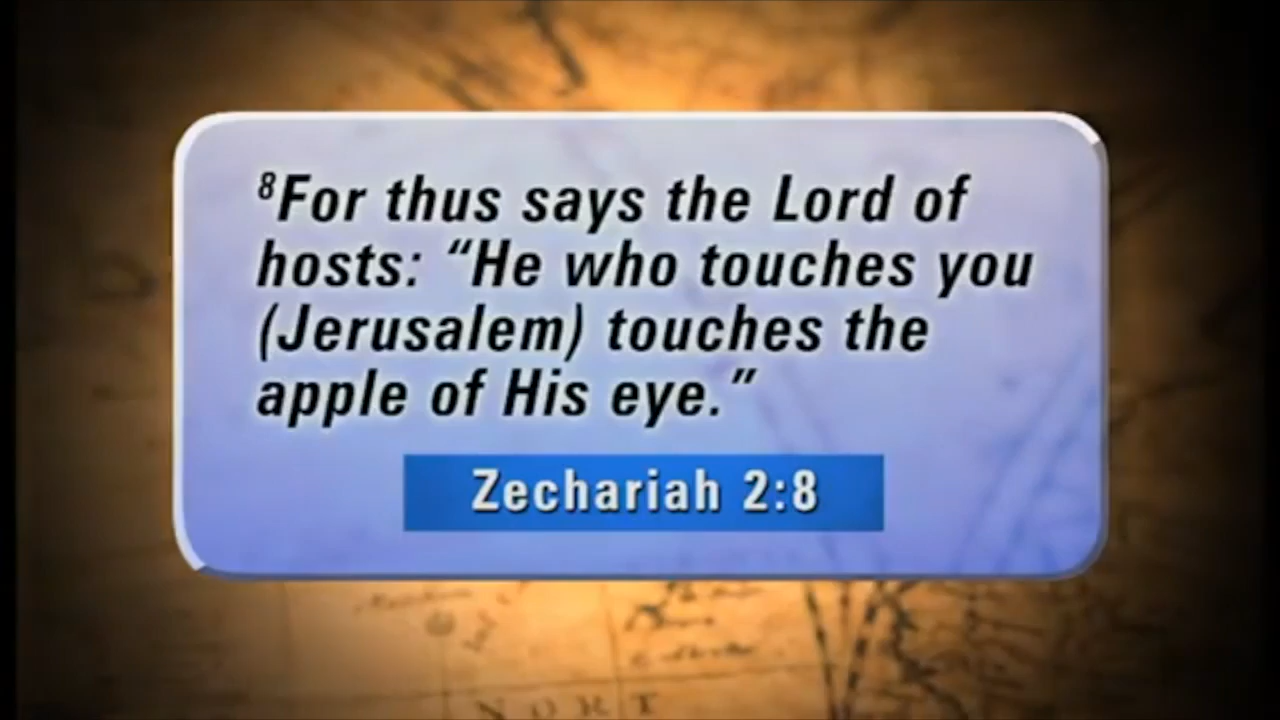 ⁸For thus says the Lord of
hosts: “He who touches you
(Jerusalem) touches the
apple of His eye.”
Zechariah 2:8
NORT